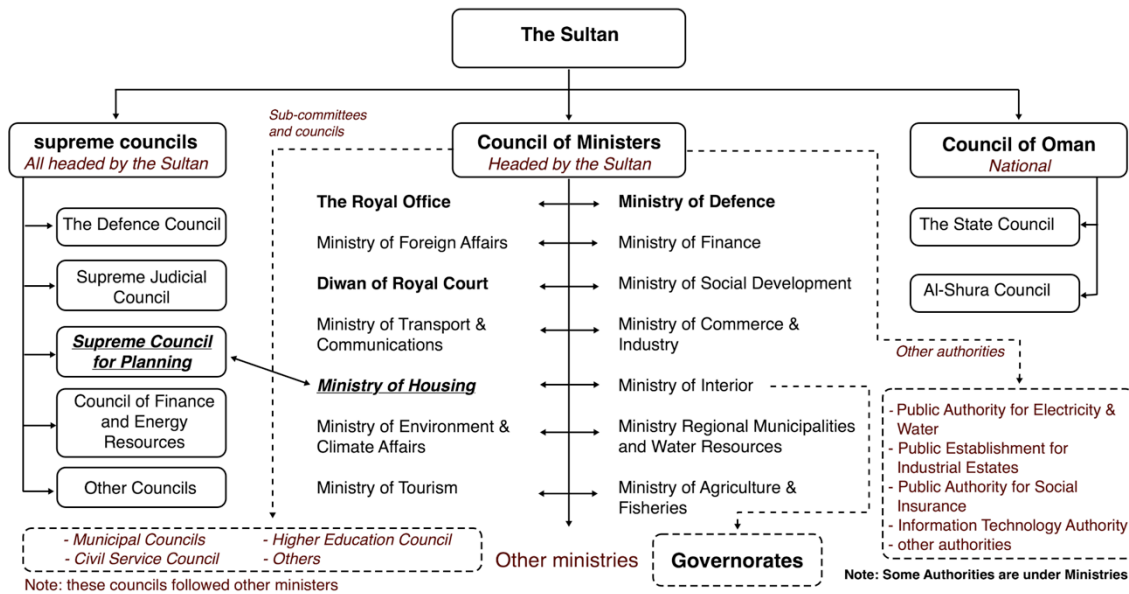 The Sultan
Sub-committees
and councils
supreme councils
All headed by the Sultan
Council of Ministers
Headed by the Sultan
Council of Oman
National
The Defence Council
Supreme Judicial
Council
Supreme Council
for Planning
Council of Finance
and Energy
Resources
Other Councils
The Royal Office
Ministry of Defence
Ministry of Foreign Affairs
Ministry of Finance
Diwan of Royal Court
Ministry of Social Development
Ministry of Transport &
Communications
Ministry of Commerce &
Industry
Ministry of Housing
Ministry of Interior
Ministry of Environment &
Climate Affairs
Ministry Regional Municipalities
and Water Resources
Ministry of Tourism
Ministry of Agriculture &
Fisheries
The State Council
Al-Shura Council
Other authorities
- Public Authority for Electricity &
Water
- Public Establishment for
Industrial Estates
- Public Authority for Social
Insurance
- Information Technology Authority
- other authorities
Note: Some Authorities are under Ministries
- Municipal Councils
- Higher Education Council
- Civil Service Council
- Others
Note: these councils followed other ministers
Other ministries
Governorates